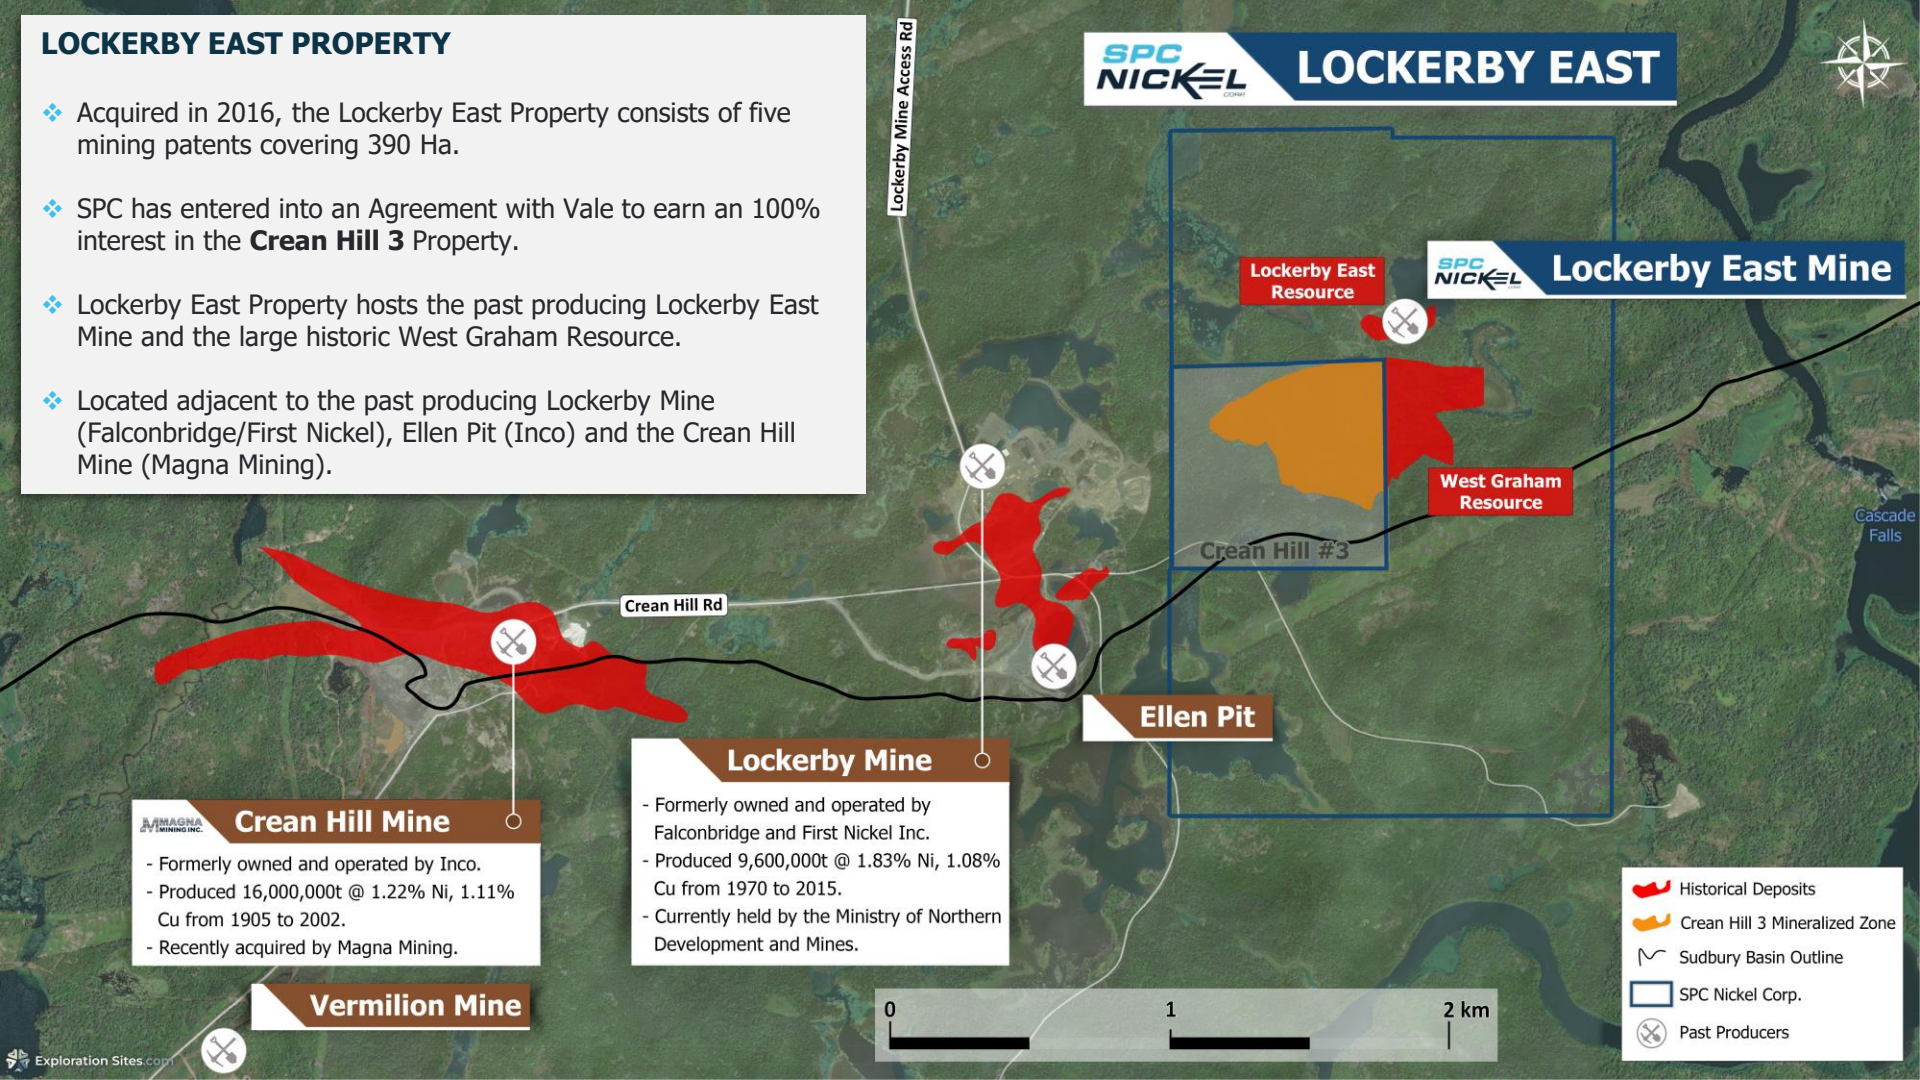 LOCKERBY EAST PROPERTY
Acquired in 2016, the Lockerby East Property consists of five
mining patents covering 390 Ha.
SPC has entered into an Agreement with Vale to earn an 100%
interest in the Crean Hill 3 Property.
Lockerby East Property hosts the past producing Lockerby East
Mine and the large historic West Graham Resource.
Located adjacent to the past producing Lockerby Mine
(Falconbridge/First Nickel), Ellen Pit (Inco) and the Crean Hill
Mine (Magna Mining).
Lockerby Mine Access Rd
SPC
NICKEL
CORP
LOCKERBY EAST
Lockerby East
Resource
SPC
NICKEL
Lockerby East Mine
West Graham
Resource
Cascade
Falls
Crean Hill #3
Crean Hill Rd
Ellen Pit
Lockerby Mine
- Formerly owned and operated by
Falconbridge and First Nickel Inc.
- Produced 9,600,000t @ 1.83% Ni, 1.08%
Cu from 1970 to 2015.
- Currently held by the Ministry of Northern
Development and Mines.
MAGNA
MINING INC.
Crean Hill Mine
- Formerly owned and operated by Inco.
- Produced 16,000,000t @ 1.22% Ni, 1.11%
Cu from 1905 to 2002.
- Recently acquired by Magna Mining.
Vermilion Mine
Exploration Sites.com
0 1 2 km
Historical Deposits
Crean Hill 3 Mineralized Zone
Sudbury Basin Outline
SPC Nickel Corp.
Past Producers